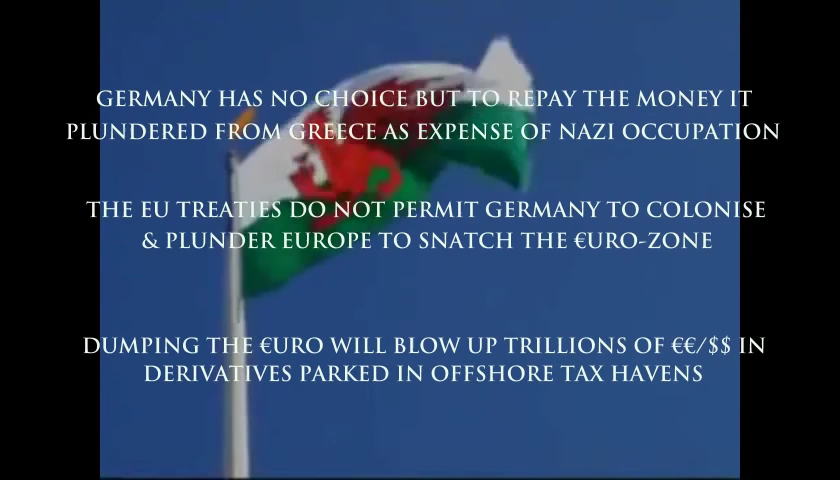 GERMANY HAS NO CHOICE BUT TO REPAY THE MONEY IT
PLUNDERED FROM GREECE AS EXPENSE OF NAZI OCCUPATION
THE EU TREATIES DO NOT PERMIT GERMANY TO COLONISE
& PLUNDER EUROPE TO SNATCH THE €URO-ZONE
DUMPING THE €URO WILL BLOW UP TRILLIONS OF €€/$$ IN
DERIVATIVES PARKED IN OFFSHORE TAX HAVENS